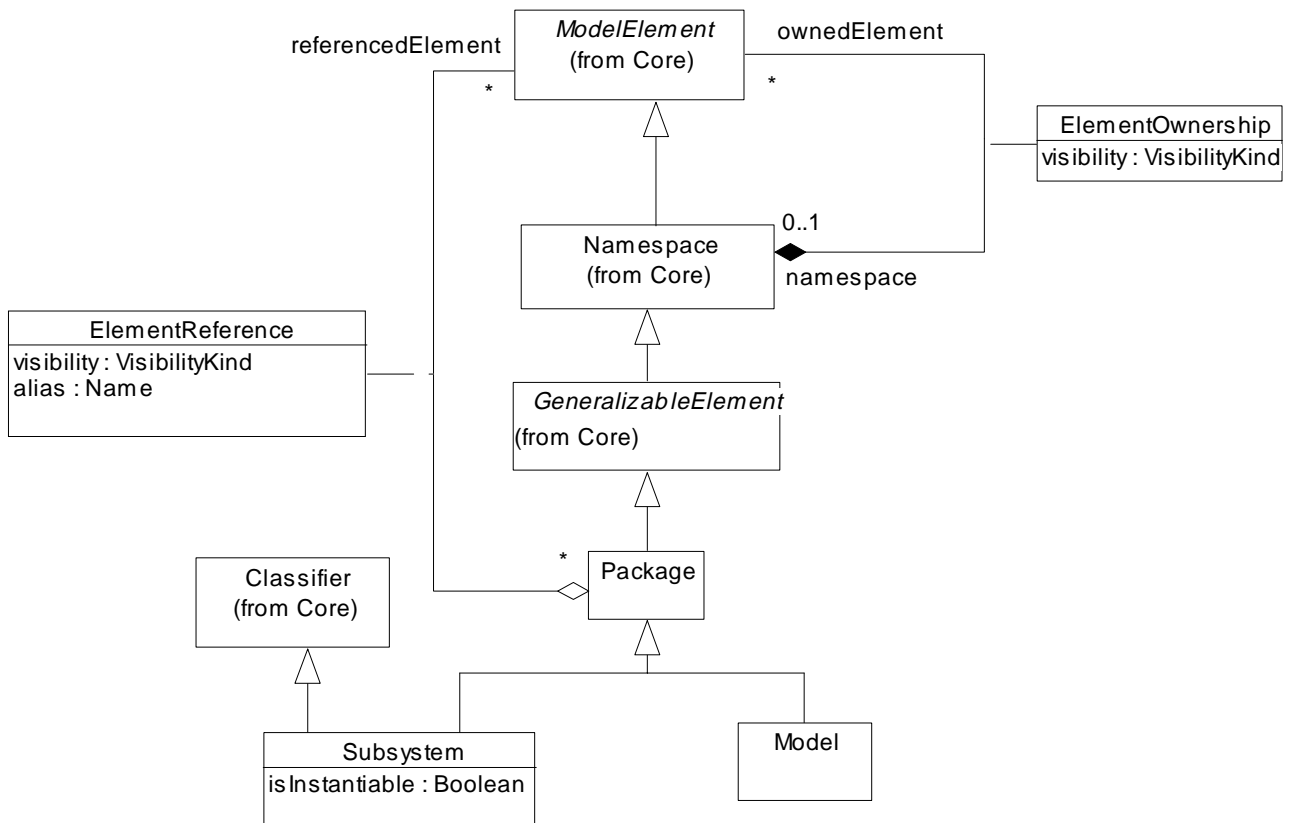 ModelElement
(from Core)
referencedElement
ownedElement
*
*
ElementOwnership
visibility : VisibilityKind
Namespace
(from Core)
0..1
namespace
ElementReference
visibility : VisibilityKind
alias : Name
GeneralizableElement
(from Core)
*
Package
Classifier
(from Core)
Subsystem
isInstantiable : Boolean
Model